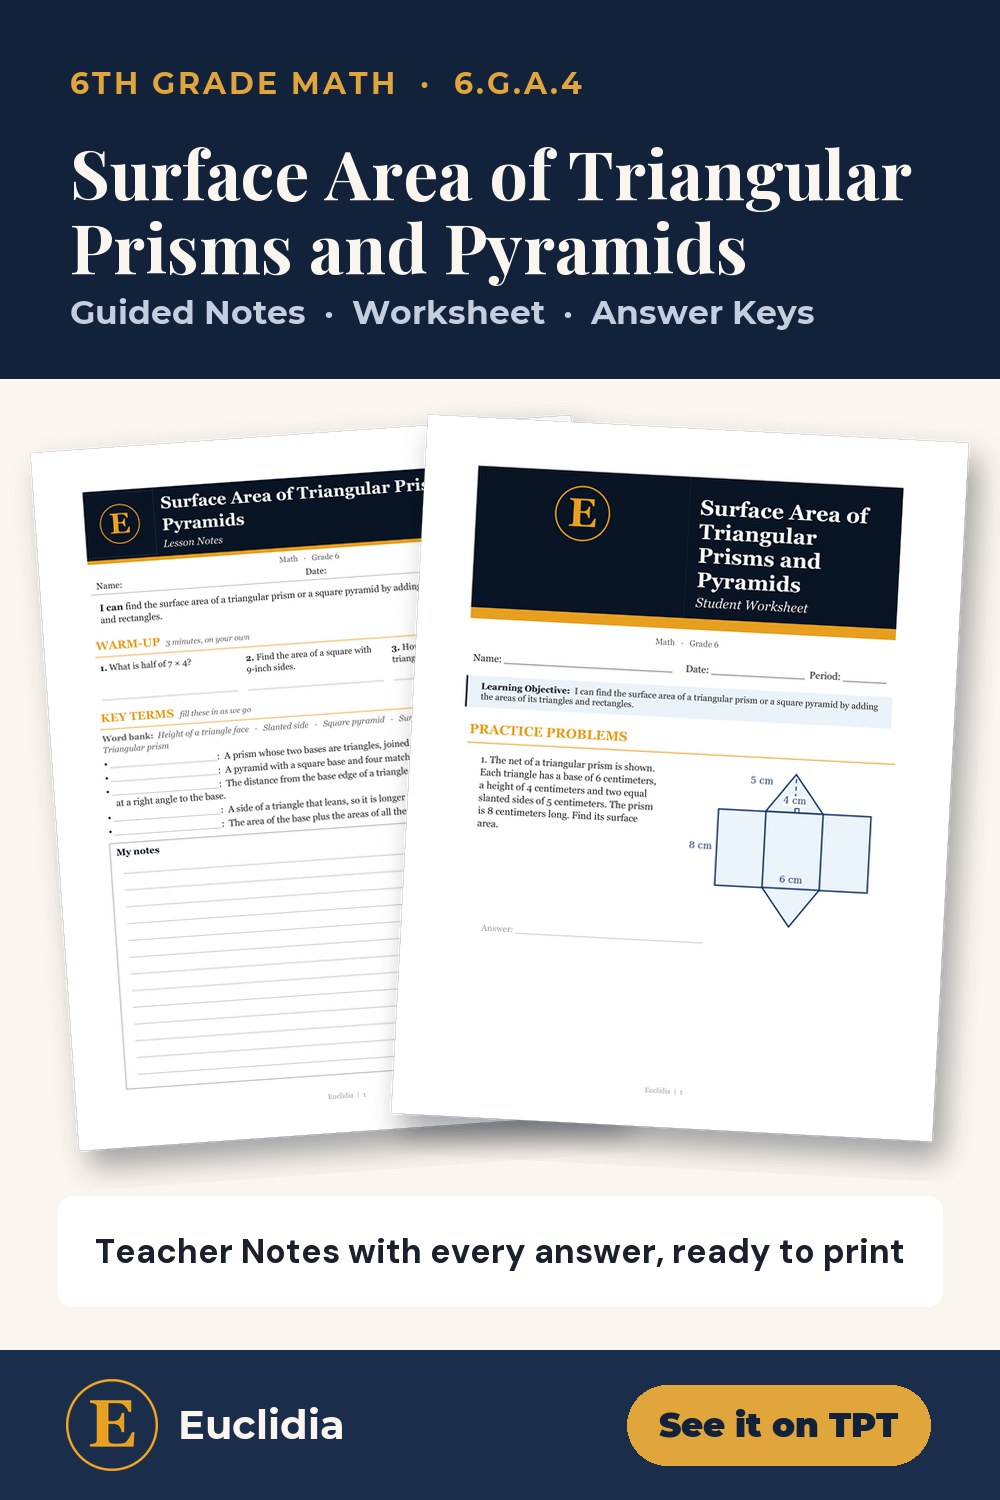 6TH GRADE MATH · 6.G.A.4
Surface Area of Triangular
Prisms and Pyramids
Guided Notes · Worksheet · Answer Keys
E
Surface Area of Triangular
Pyramids
Lesson Notes
Math · Grade 6
Name:
Date:
I can find the surface area of a triangular prism or a square pyramid by adding
and rectangles.
WARM-UP 3 minutes, on your own
1. What is half of 7 × 4?
2. Find the area of a square with
9-inch sides.
3.
KEY TERMS fill these in as we go
Word bank: Height of a triangle face · Slanted side · Square pyramid ·
Triangular prism
: A prism whose two bases are triangles, joined
: A pyramid with a square base and four match
: The distance from the base edge of a triangle
at a right angle to the base.
: A side of a triangle that leans, so it is longer
: The area of the base plus the areas of all the
My notes
Euclidia | 1
E
Surface Area of
Triangular
Prisms and
Pyramids
Student Worksheet
Math · Grade 6
Name:
Date:
Period:
Learning Objective: I can find the surface area of a triangular prism or a square pyramid by adding
the areas of its triangles and rectangles.
PRACTICE PROBLEMS
1. The net of a triangular prism is shown.
Each triangle has a base of 6 centimeters,
a height of 4 centimeters and two equal
slanted sides of 5 centimeters. The prism
is 8 centimeters long. Find its surface
area.
5 cm
4 cm
8 cm
6 cm
Answer:
Euclidia | 1
Teacher Notes with every answer, ready to print
E
Euclidia
See it on TPT